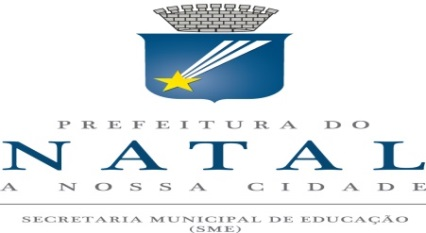 PREFEITURA DO
NATAL
A NOSSA CIDADE
SECRETARIA MUNICIPAL DE EDUCAÇÃO
(SME)